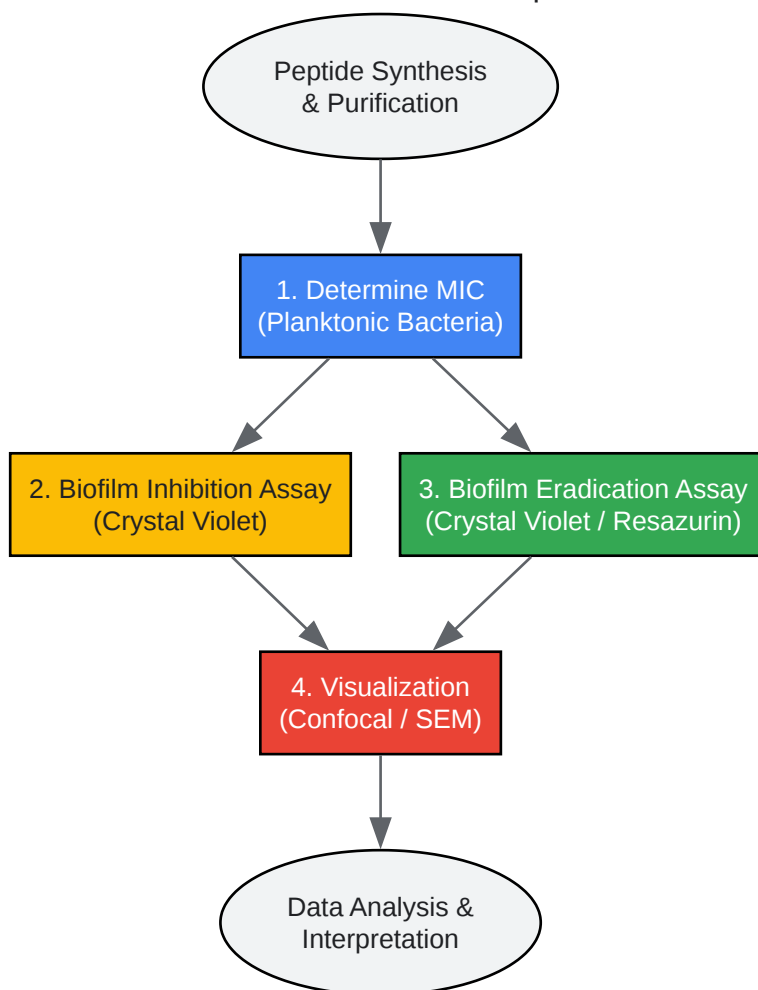 Peptide Synthesis
& Purification
1. Determine MIC
(Planktonic Bacteria)
2. Biofilm Inhibition Assay
(Crystal Violet)
3. Biofilm Eradication Assay
(Crystal Violet / Resazurin)
4. Visualization
(Confocal / SEM)
Data Analysis &
Interpretation